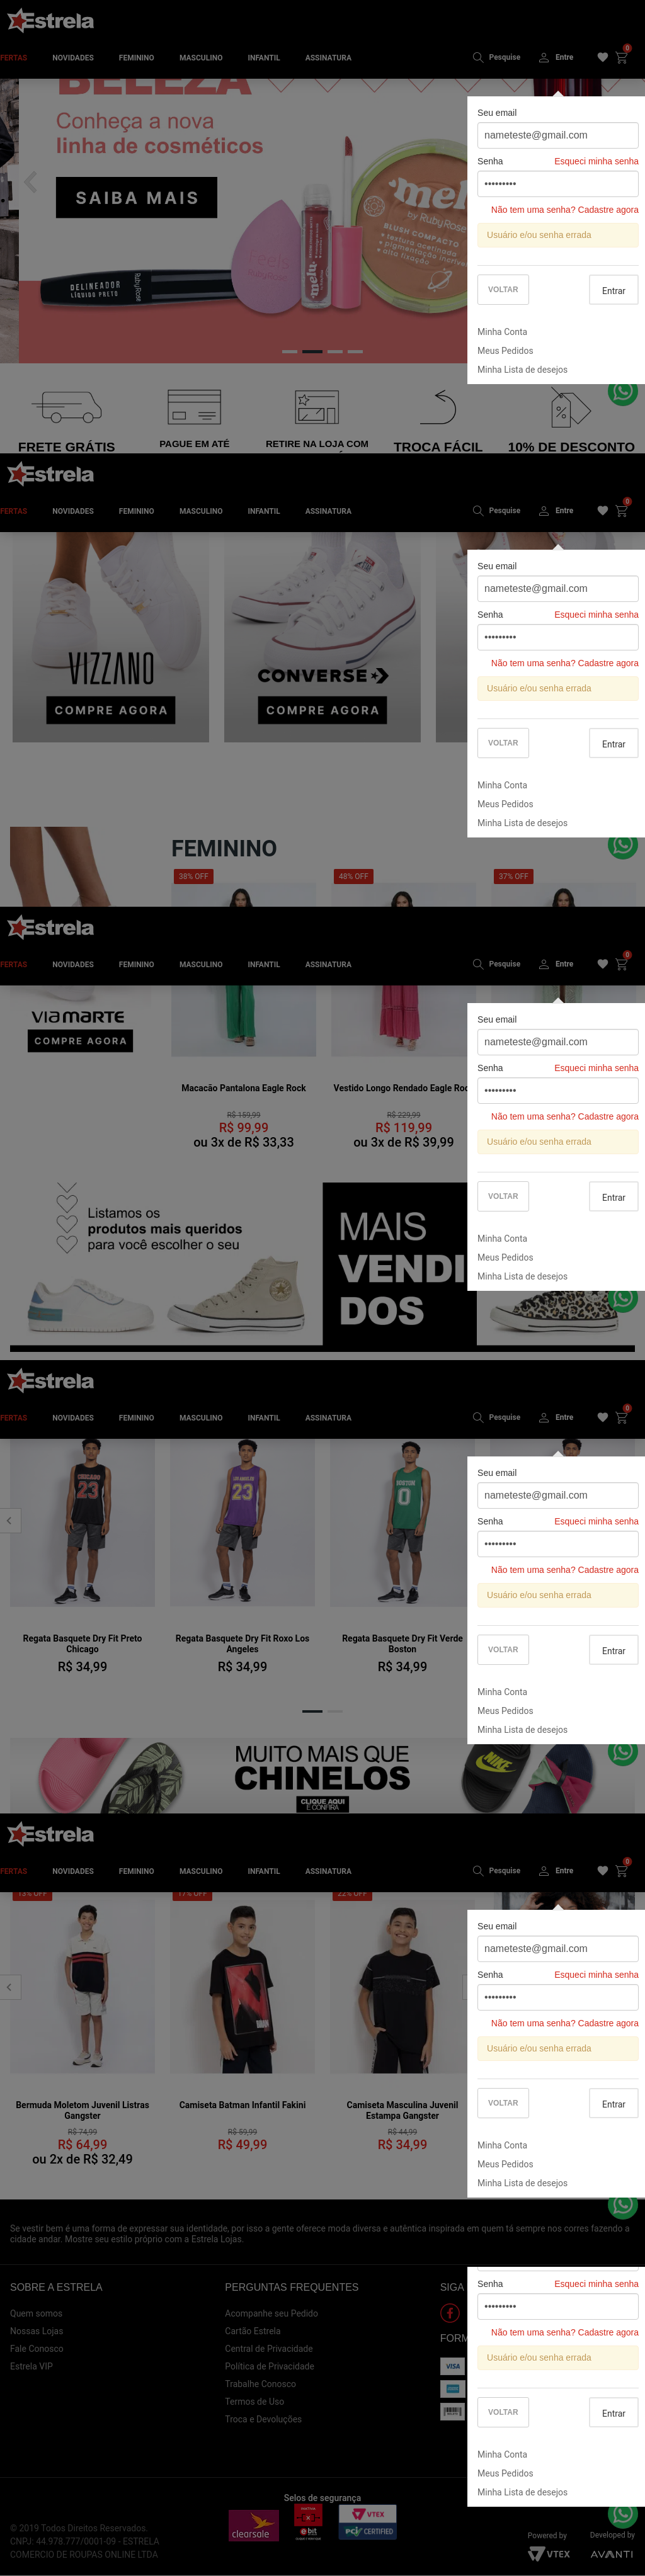 Estrela
FERTAS NOVIDADES FEMININO MASCULINO INFANTIL ASSINATURA Pesquise Entre 0
BELEZA
Conheça a nova
linha de cosméticos
SAIBA MAIS
DELINEADOR
LÍQUIDO PRETO
RubyRose
reels
melu
by RubyRose
BLUSH COMPACTO
Seu email
nameteste@gmail.com
Senha Esqueci minha senha
•••••••••
Não tem uma senha? Cadastre agora
Usuário e/ou senha errada
VOLTAR Entrar
Minha Conta
Meus Pedidos
Minha Lista de desejos
FRETE GRÁTIS PAGUE EM ATÉ RETIRE NA LOJA COM TROCA FÁCIL 10% DE DESCONTO
Estrela
FERTAS NOVIDADES FEMININO MASCULINO INFANTIL ASSINATURA Pesquise Entre 0
VIZZANO
COMPRE AGORA
CONVERSE
COMPRE AGORA
Seu email
nameteste@gmail.com
Senha Esqueci minha senha
•••••••••
Não tem uma senha? Cadastre agora
Usuário e/ou senha errada
VOLTAR Entrar
Minha Conta
Meus Pedidos
Minha Lista de desejos
FEMININO
38% OFF 48% OFF 37% OFF
Estrela
FERTAS NOVIDADES FEMININO MASCULINO INFANTIL ASSINATURA Pesquise Entre 0
VIAMARTE
COMPRE AGORA
Macacão Pantalona Eagle Rock
R$ 159,99
R$ 99,99
ou 3x de R$ 33,33
Vestido Longo Rendado Eagle Roc
R$ 229,99
R$ 119,99
ou 3x de R$ 39,99
Seu email
nameteste@gmail.com
Senha Esqueci minha senha
•••••••••
Não tem uma senha? Cadastre agora
Usuário e/ou senha errada
VOLTAR Entrar
Minha Conta
Meus Pedidos
Minha Lista de desejos
Listamos os
produtos mais queridos
para você escolher o seu
MAIS
VENDI
DOS
Estrela
FERTAS NOVIDADES FEMININO MASCULINO INFANTIL ASSINATURA Pesquise Entre 0
CHICAGO
23
LOS ANGELES
23
BOSTON
0
Regata Basquete Dry Fit Preto
Chicago
R$ 34,99
Regata Basquete Dry Fit Roxo Los
Angeles
R$ 34,99
Regata Basquete Dry Fit Verde
Boston
R$ 34,99
Seu email
nameteste@gmail.com
Senha Esqueci minha senha
•••••••••
Não tem uma senha? Cadastre agora
Usuário e/ou senha errada
VOLTAR Entrar
Minha Conta
Meus Pedidos
Minha Lista de desejos
MUITO MAIS QUE
CHINELOS
CLIQUE AQUI
E CONFIRA
NIKE
Estrela
FERTAS NOVIDADES FEMININO MASCULINO INFANTIL ASSINATURA Pesquise Entre 0
13% OFF 17% OFF 22% OFF
Bermuda Moletom Juvenil Listras
Gangster
R$ 74,99
R$ 64,99
ou 2x de R$ 32,49
Camiseta Batman Infantil Fakini
R$ 59,99
R$ 49,99
Camiseta Masculina Juvenil
Estampa Gangster
R$ 44,99
R$ 34,99
Seu email
nameteste@gmail.com
Senha Esqueci minha senha
•••••••••
Não tem uma senha? Cadastre agora
Usuário e/ou senha errada
VOLTAR Entrar
Minha Conta
Meus Pedidos
Minha Lista de desejos
Se vestir bem é uma forma de expressar sua identidade, por isso a gente oferece moda diversa e autêntica inspirada em quem tá sempre nos corres fazendo a
cidade andar. Mostre seu estilo próprio com a Estrela Lojas.
SOBRE A ESTRELA
Quem somos
Nossas Lojas
Fale Conosco
Estrela VIP
PERGUNTAS FREQUENTES
Acompanhe seu Pedido
Cartão Estrela
Central de Privacidade
Política de Privacidade
Trabalhe Conosco
Termos de Uso
Troca e Devoluções
SIGA
FORM
VISA
Senha Esqueci minha senha
•••••••••
Não tem uma senha? Cadastre agora
Usuário e/ou senha errada
VOLTAR Entrar
Minha Conta
Meus Pedidos
Minha Lista de desejos
Selos de segurança
clearsale
ebit
VTEX
PCI CERTIFIED
© 2019 Todos Direitos Reservados.
CNPJ: 44.978.777/0001-09 - ESTRELA
COMERCIO DE ROUPAS ONLINE LTDA
Powered by
VTEX
Developed by
AVANTI